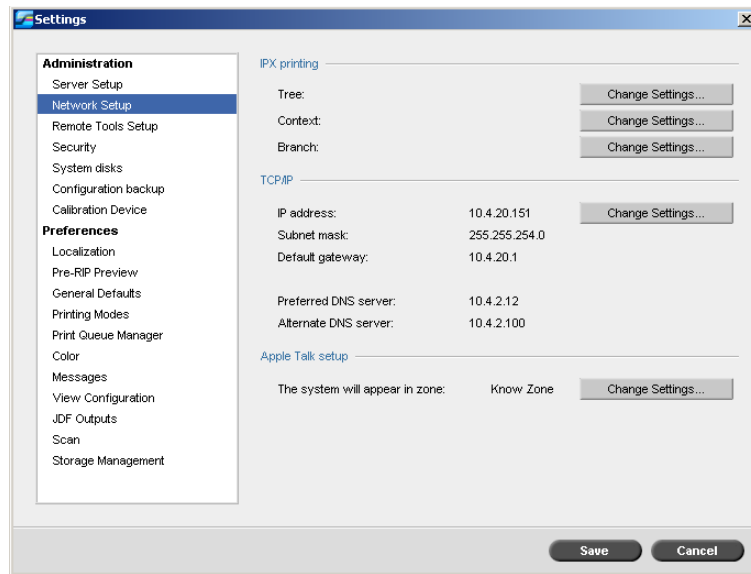 Settings
Administration
Server Setup
Network Setup
Remote Tools Setup
Security
System disks
Configuration backup
Calibration Device
Preferences
Localization
Pre-RIP Preview
General Defaults
Printing Modes
Print Queue Manager
Color
Messages
View Configuration
JDF Outputs
Scan
Storage Management
IPX printing
Tree: Change Settings...
Context: Change Settings...
Branch: Change Settings...
TCP/IP
IP address: 10.4.20.151 Change Settings...
Subnet mask: 255.255.254.0
Default gateway: 10.4.20.1
Preferred DNS server: 10.4.2.12
Alternate DNS server: 10.4.2.100
Apple Talk setup
The system will appear in zone: Know Zone Change Settings...
Save Cancel